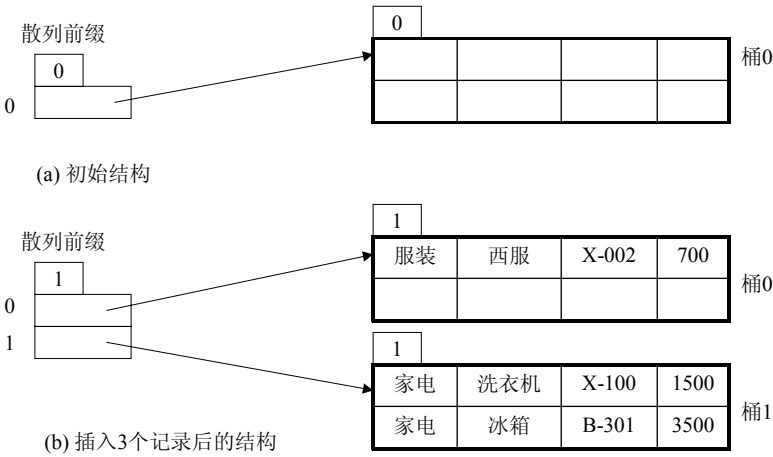 散列前缀
0
0
0
桶0
(a) 初始结构
散列前缀
1
0
1
1
服装 西服 X-002 700
桶0
1
家电 洗衣机 X-100 1500
家电 冰箱 B-301 3500
桶1
(b) 插入3个记录后的结构